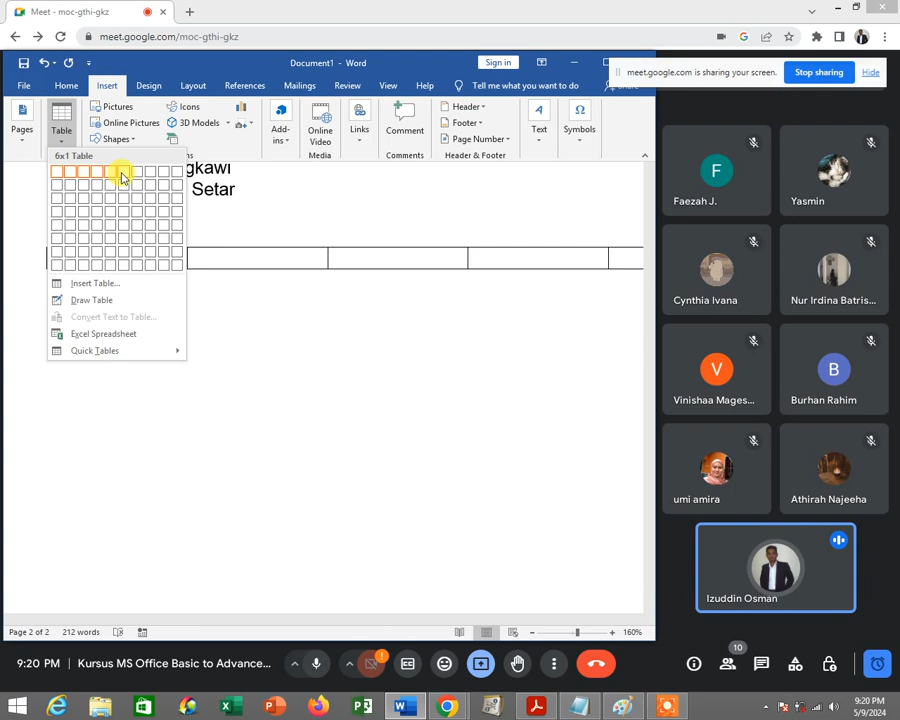 Meet - moc-gthi-gkz
meet.google.com/moc-gthi-gkz
Document1 - Word
Sign in
File
Home
Insert
Design
Layout
References
Mailings
Review
View
Help
Tell me what you want to do
Share
meet.google.com is sharing your screen.
Stop sharing
Hide
Pages
Table
Pictures
Online Pictures
Shapes
Icons
3D Models
Add-
ins
Online
Video
Links
Comment
Header
Footer
Page Number
Text
Symbols
Media
Comments
Header & Footer
6x1 Table
Insert Table...
Draw Table
Convert Text to Table...
Excel Spreadsheet
Quick Tables
gkawi
Setar
F
Faezah J.
Yasmin
Cynthia Ivana
Nur Irdina Batris...
V
Vinishaa Mages...
B
Burhan Rahim
umi amira
Athirah Najeeha
Izuddin Osman
Page 2 of 2
212 words
160%
9:20 PM
Kursus MS Office Basic to Advance...
10
9:20 PM
5/9/2024